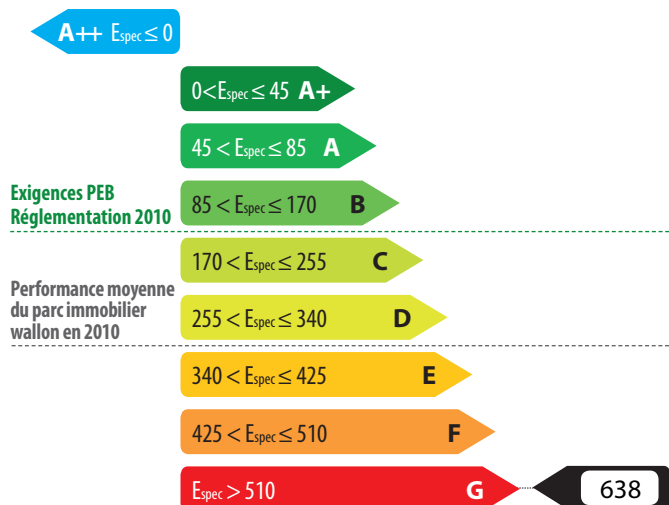 A++ Espec ≤ 0
0<Espec ≤ 45 A+
45 < Espec ≤ 85 A
Exigences PEB
Réglementation 2010
85 < Espec ≤ 170 B
170 < Espec ≤ 255 C
Performance moyenne
du parc immobilier
wallon en 2010
255 < Espec ≤ 340 D
340 < Espec ≤ 425 E
425 < Espec ≤ 510 F
Espec > 510 G
638